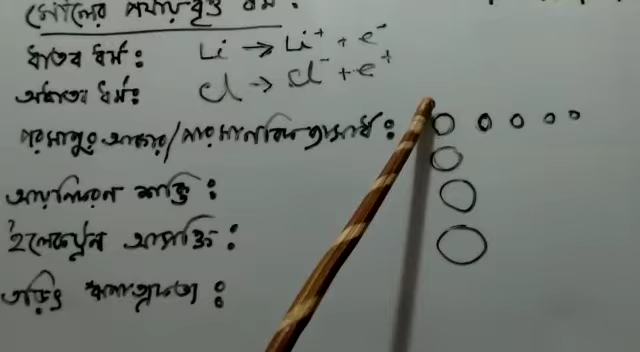 মৌলের পর্যায়বৃত্ত ধর্ম :
ধাতব ধর্ম : Li → Li⁺ + e⁻
অধাতব ধর্ম : Cl → Cl⁻ + e⁺
পরমাণুর আকার/পারমাণবিক ব্যাসার্ধ :
আয়নিকরন শক্তি :
ইলেকট্রন আসক্তি :
তড়িৎ ঋণাত্মকতা :